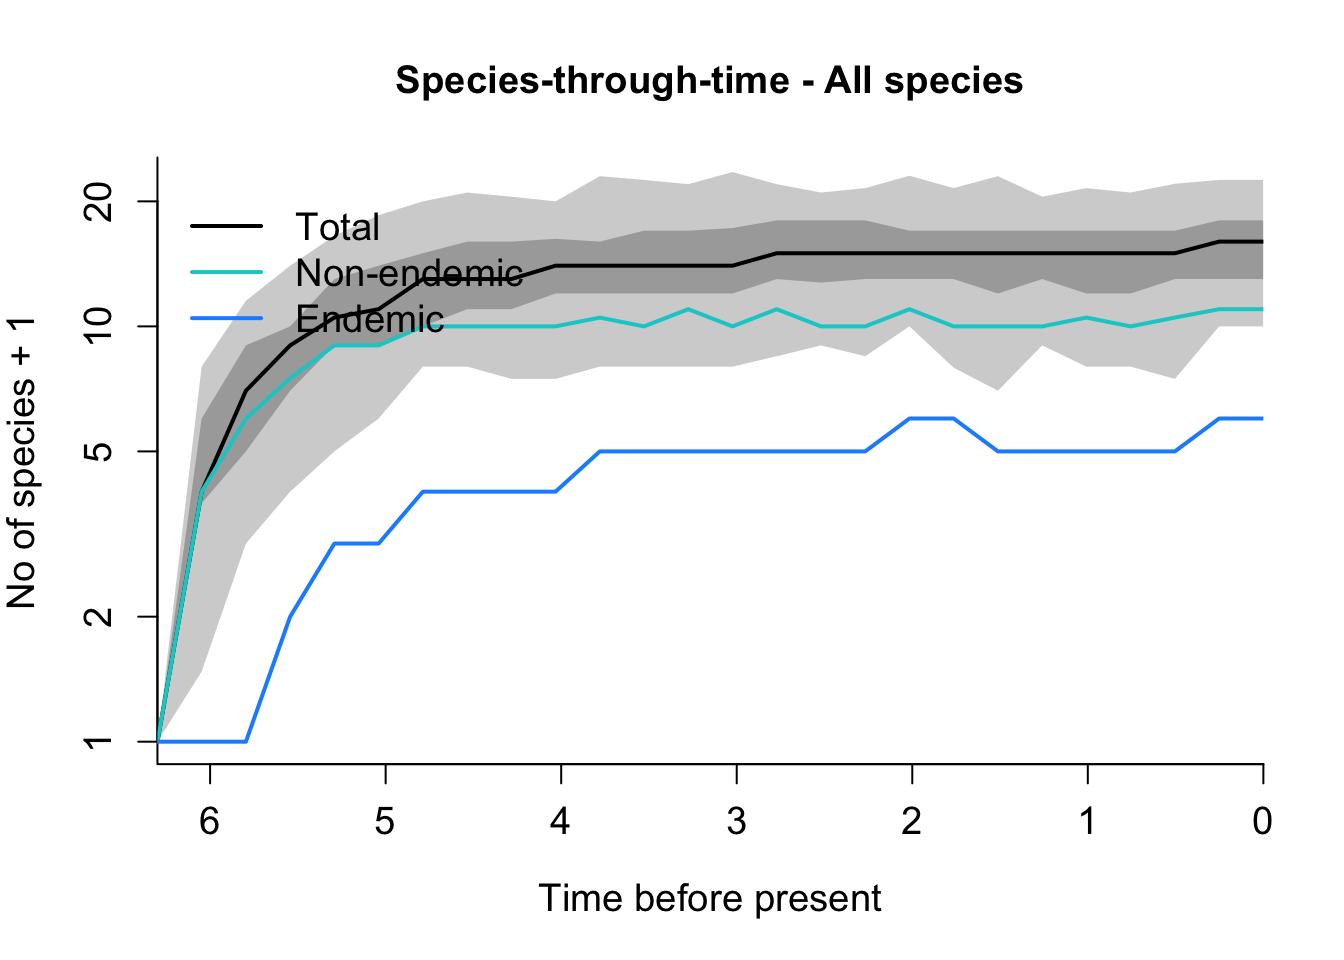 Species-through-time - All species
Total
Non-endemic
Endemic
No of species + 1
20
10
5
2
1
6 5 4 3 2 1 0
Time before present